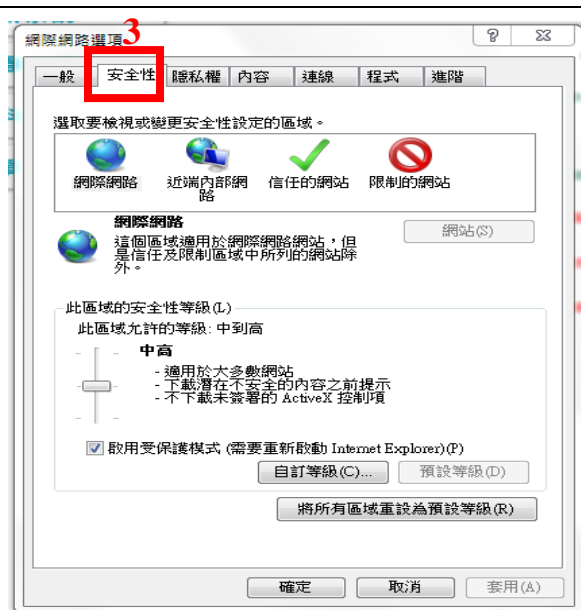 網際網路選項
3
一般 安全性 隱私權 內容 連線 程式 進階
選取要檢視或變更安全性設定的區域。
網際網路 近端內部網路 信任的網站 限制的網站
網際網路
這個區域適用於網際網路網站，但
是信任及限制區域中所列的網站除
外。
網站(S)
此區域的安全性等級(L)
此區域允許的等級: 中到高
中高
- 適用於大多數網站
- 下載潛在不安全的內容之前提示
- 不下載未簽署的 ActiveX 控制項
啟用受保護模式 (需要重新啟動 Internet Explorer)(P)
自訂等級(C)... 預設等級(D)
將所有區域重設為預設等級(R)
確定 取消 套用(A)